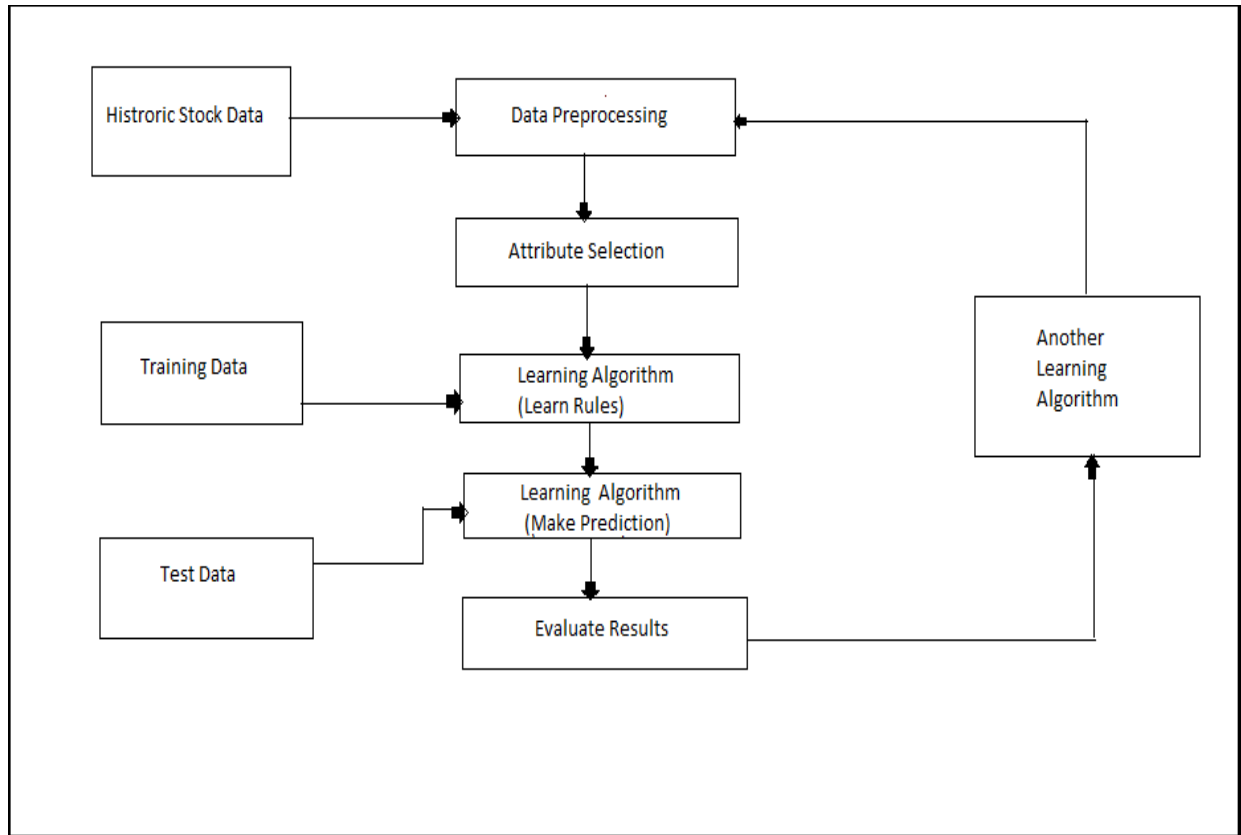 Histroric Stock Data
Data Preprocessing
Attribute Selection
Training Data
Learning Algorithm
(Learn Rules)
Another
Learning
Algorithm
Learning Algorithm
(Make Prediction)
Test Data
Evaluate Results